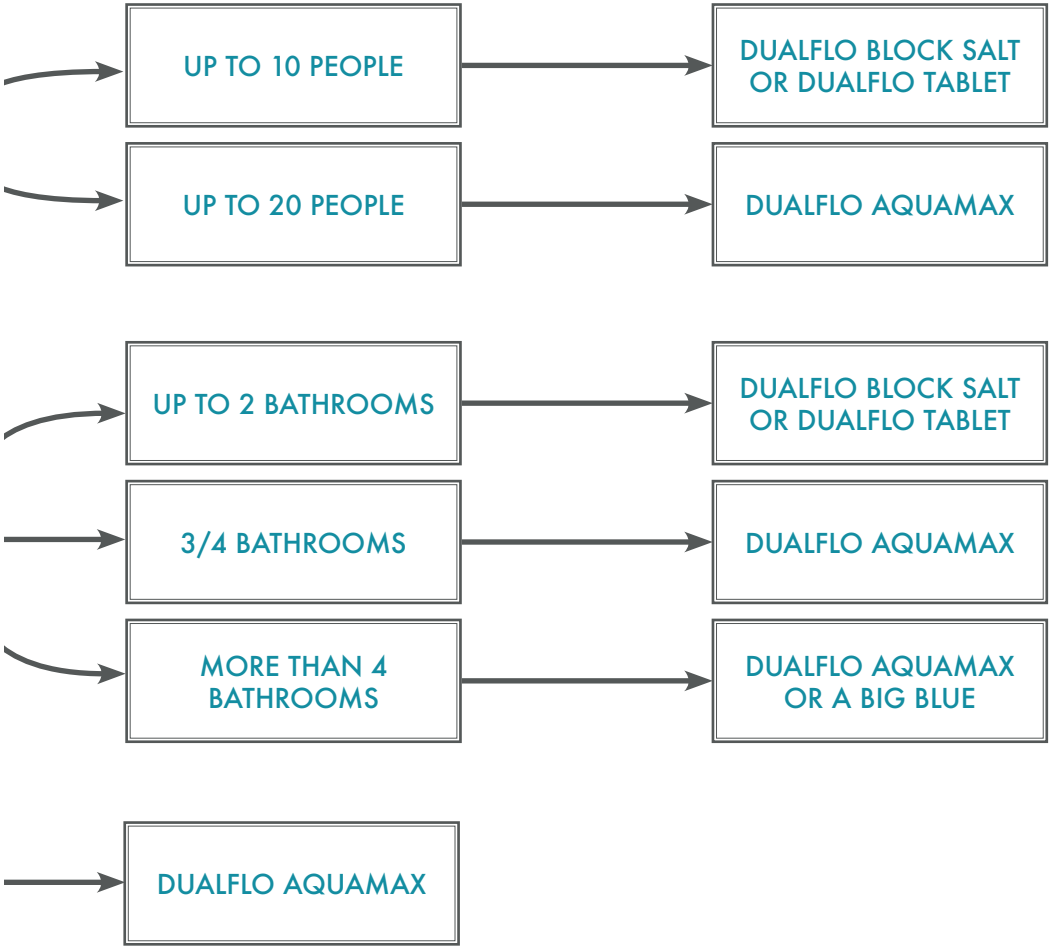 UP TO 10 PEOPLE
DUALFLO BLOCK SALT
OR DUALFLO TABLET
UP TO 20 PEOPLE
DUALFLO AQUAMAX
UP TO 2 BATHROOMS
DUALFLO BLOCK SALT
OR DUALFLO TABLET
3/4 BATHROOMS
DUALFLO AQUAMAX
MORE THAN 4
BATHROOMS
DUALFLO AQUAMAX
OR A BIG BLUE
DUALFLO AQUAMAX